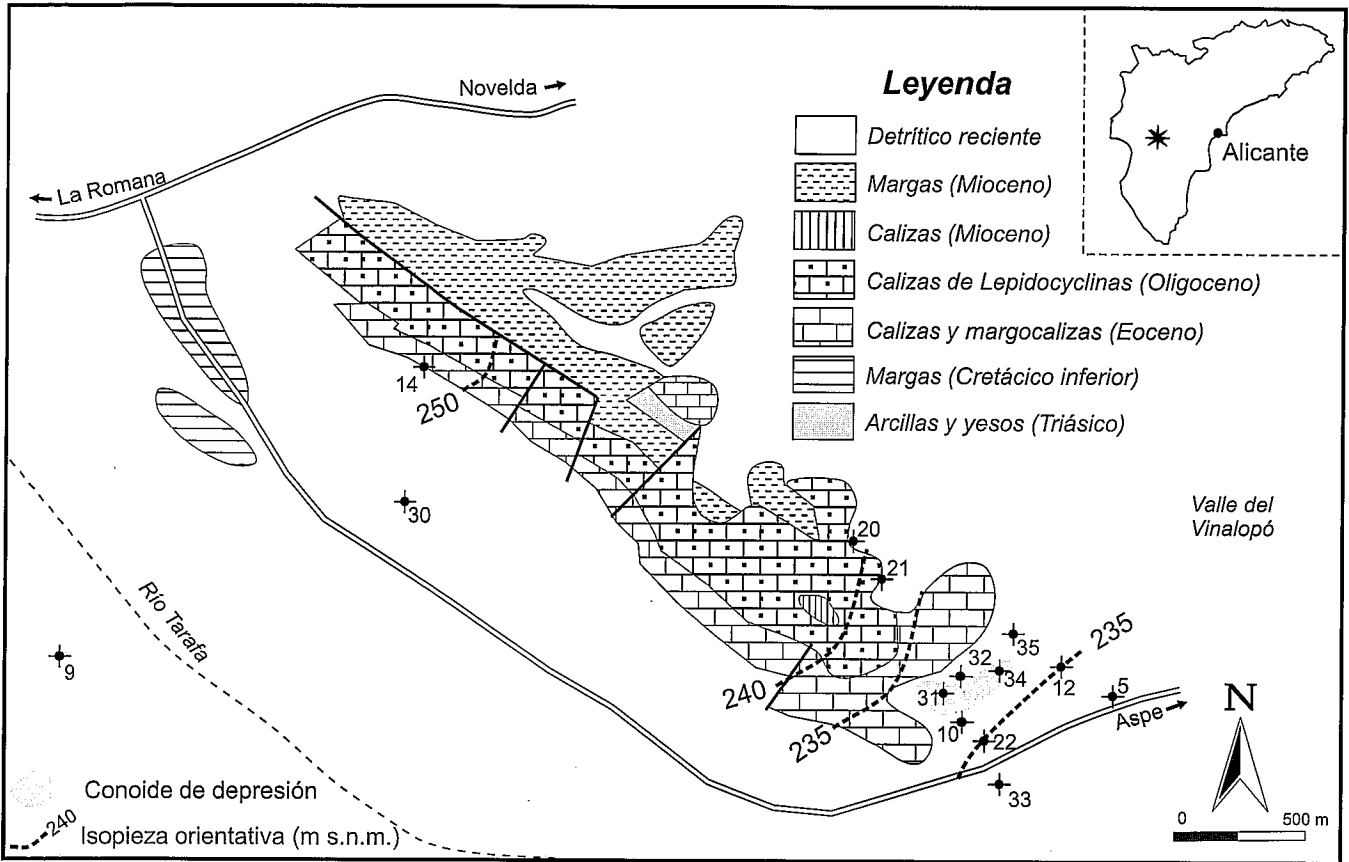 Novelda
La Romana
Leyenda
Detrítico reciente
Margas (Mioceno)
Calizas (Mioceno)
Calizas de Lepidocyclinas (Oligoceno)
Calizas y margocalizas (Eoceno)
Margas (Cretácico inferior)
Arcillas y yesos (Triásico)
Alicante
14
250
30
20
21
Valle del
Vinalopó
Río Tarafa
9
35
235
32
34
12
31
5
240
10
Aspe
235
22
33
N
Conoide de depresión
240
Isopieza orientativa (m s.n.m.)
0 500 m